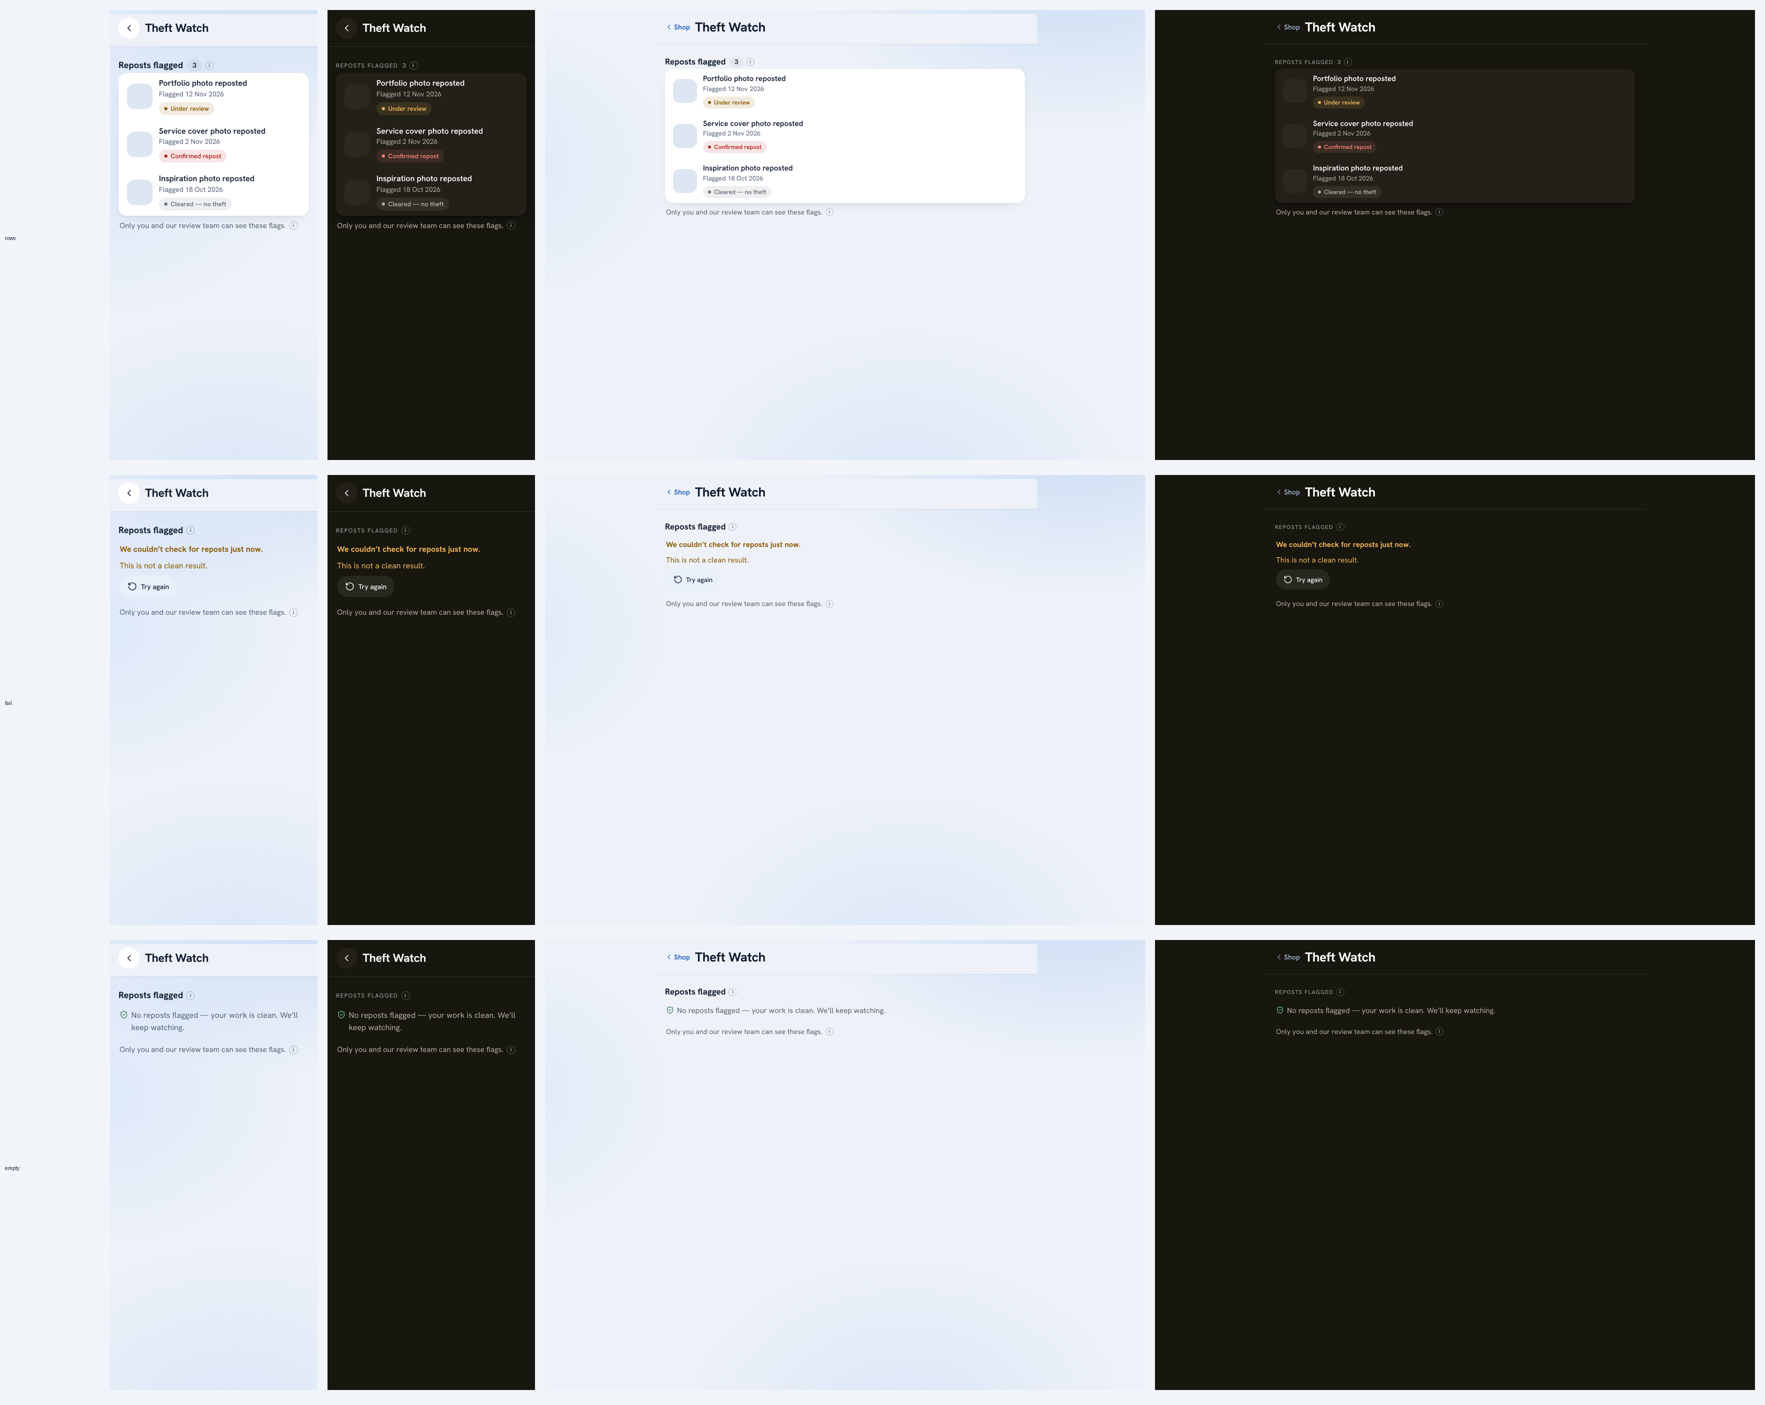 rows
Theft Watch
Reposts flagged 3
Portfolio photo reposted
Flagged 12 Nov 2026
Under review
Service cover photo reposted
Flagged 2 Nov 2026
Confirmed repost
Inspiration photo reposted
Flagged 18 Oct 2026
Cleared — no theft
Only you and our review team can see these flags.
Theft Watch
REPOSTS FLAGGED 3
Portfolio photo reposted
Flagged 12 Nov 2026
Under review
Service cover photo reposted
Flagged 2 Nov 2026
Confirmed repost
Inspiration photo reposted
Flagged 18 Oct 2026
Cleared — no theft
Only you and our review team can see these flags.
Shop Theft Watch
Reposts flagged 3
Portfolio photo reposted
Flagged 12 Nov 2026
Under review
Service cover photo reposted
Flagged 2 Nov 2026
Confirmed repost
Inspiration photo reposted
Flagged 18 Oct 2026
Cleared — no theft
Only you and our review team can see these flags.
Shop Theft Watch
REPOSTS FLAGGED 3
Portfolio photo reposted
Flagged 12 Nov 2026
Under review
Service cover photo reposted
Flagged 2 Nov 2026
Confirmed repost
Inspiration photo reposted
Flagged 18 Oct 2026
Cleared — no theft
Only you and our review team can see these flags.
fail
Theft Watch
Reposts flagged
We couldn’t check for reposts just now.
This is not a clean result.
Try again
Only you and our review team can see these flags.
Theft Watch
REPOSTS FLAGGED
We couldn’t check for reposts just now.
This is not a clean result.
Try again
Only you and our review team can see these flags.
Shop Theft Watch
Reposts flagged
We couldn’t check for reposts just now.
This is not a clean result.
Try again
Only you and our review team can see these flags.
Shop Theft Watch
REPOSTS FLAGGED
We couldn’t check for reposts just now.
This is not a clean result.
Try again
Only you and our review team can see these flags.
empty
Theft Watch
Reposts flagged
No reposts flagged — your work is clean. We’ll
keep watching.
Only you and our review team can see these flags.
Theft Watch
REPOSTS FLAGGED
No reposts flagged — your work is clean. We’ll
keep watching.
Only you and our review team can see these flags.
Shop Theft Watch
Reposts flagged
No reposts flagged — your work is clean. We’ll keep watching.
Only you and our review team can see these flags.
Shop Theft Watch
REPOSTS FLAGGED
No reposts flagged — your work is clean. We’ll keep watching.
Only you and our review team can see these flags.